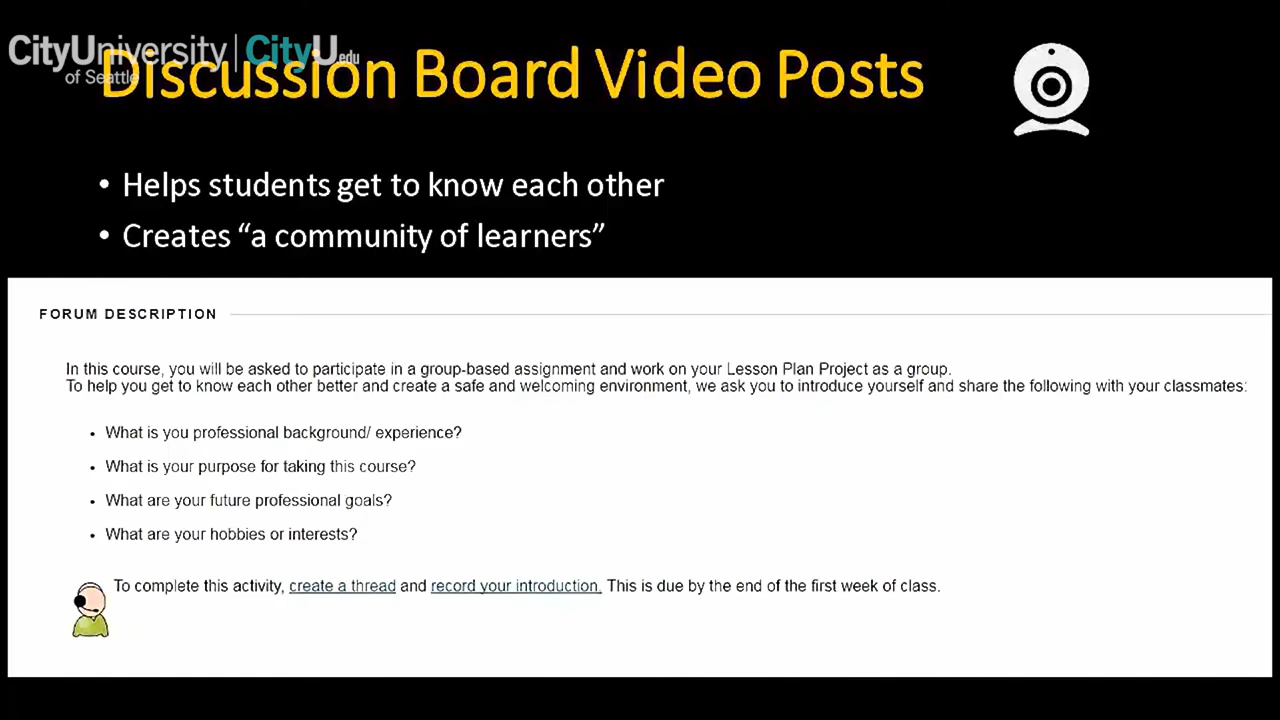 CityUniversity | CityU.edu
of Seattle
Discussion Board Video Posts
• Helps students get to know each other
• Creates “a community of learners”
FORUM DESCRIPTION
In this course, you will be asked to participate in a group-based assignment and work on your Lesson Plan Project as a group.
To help you get to know each other better and create a safe and welcoming environment, we ask you to introduce yourself and share the following with your classmates:
• What is you professional background/ experience?
• What is your purpose for taking this course?
• What are your future professional goals?
• What are your hobbies or interests?
To complete this activity, create a thread and record your introduction. This is due by the end of the first week of class.